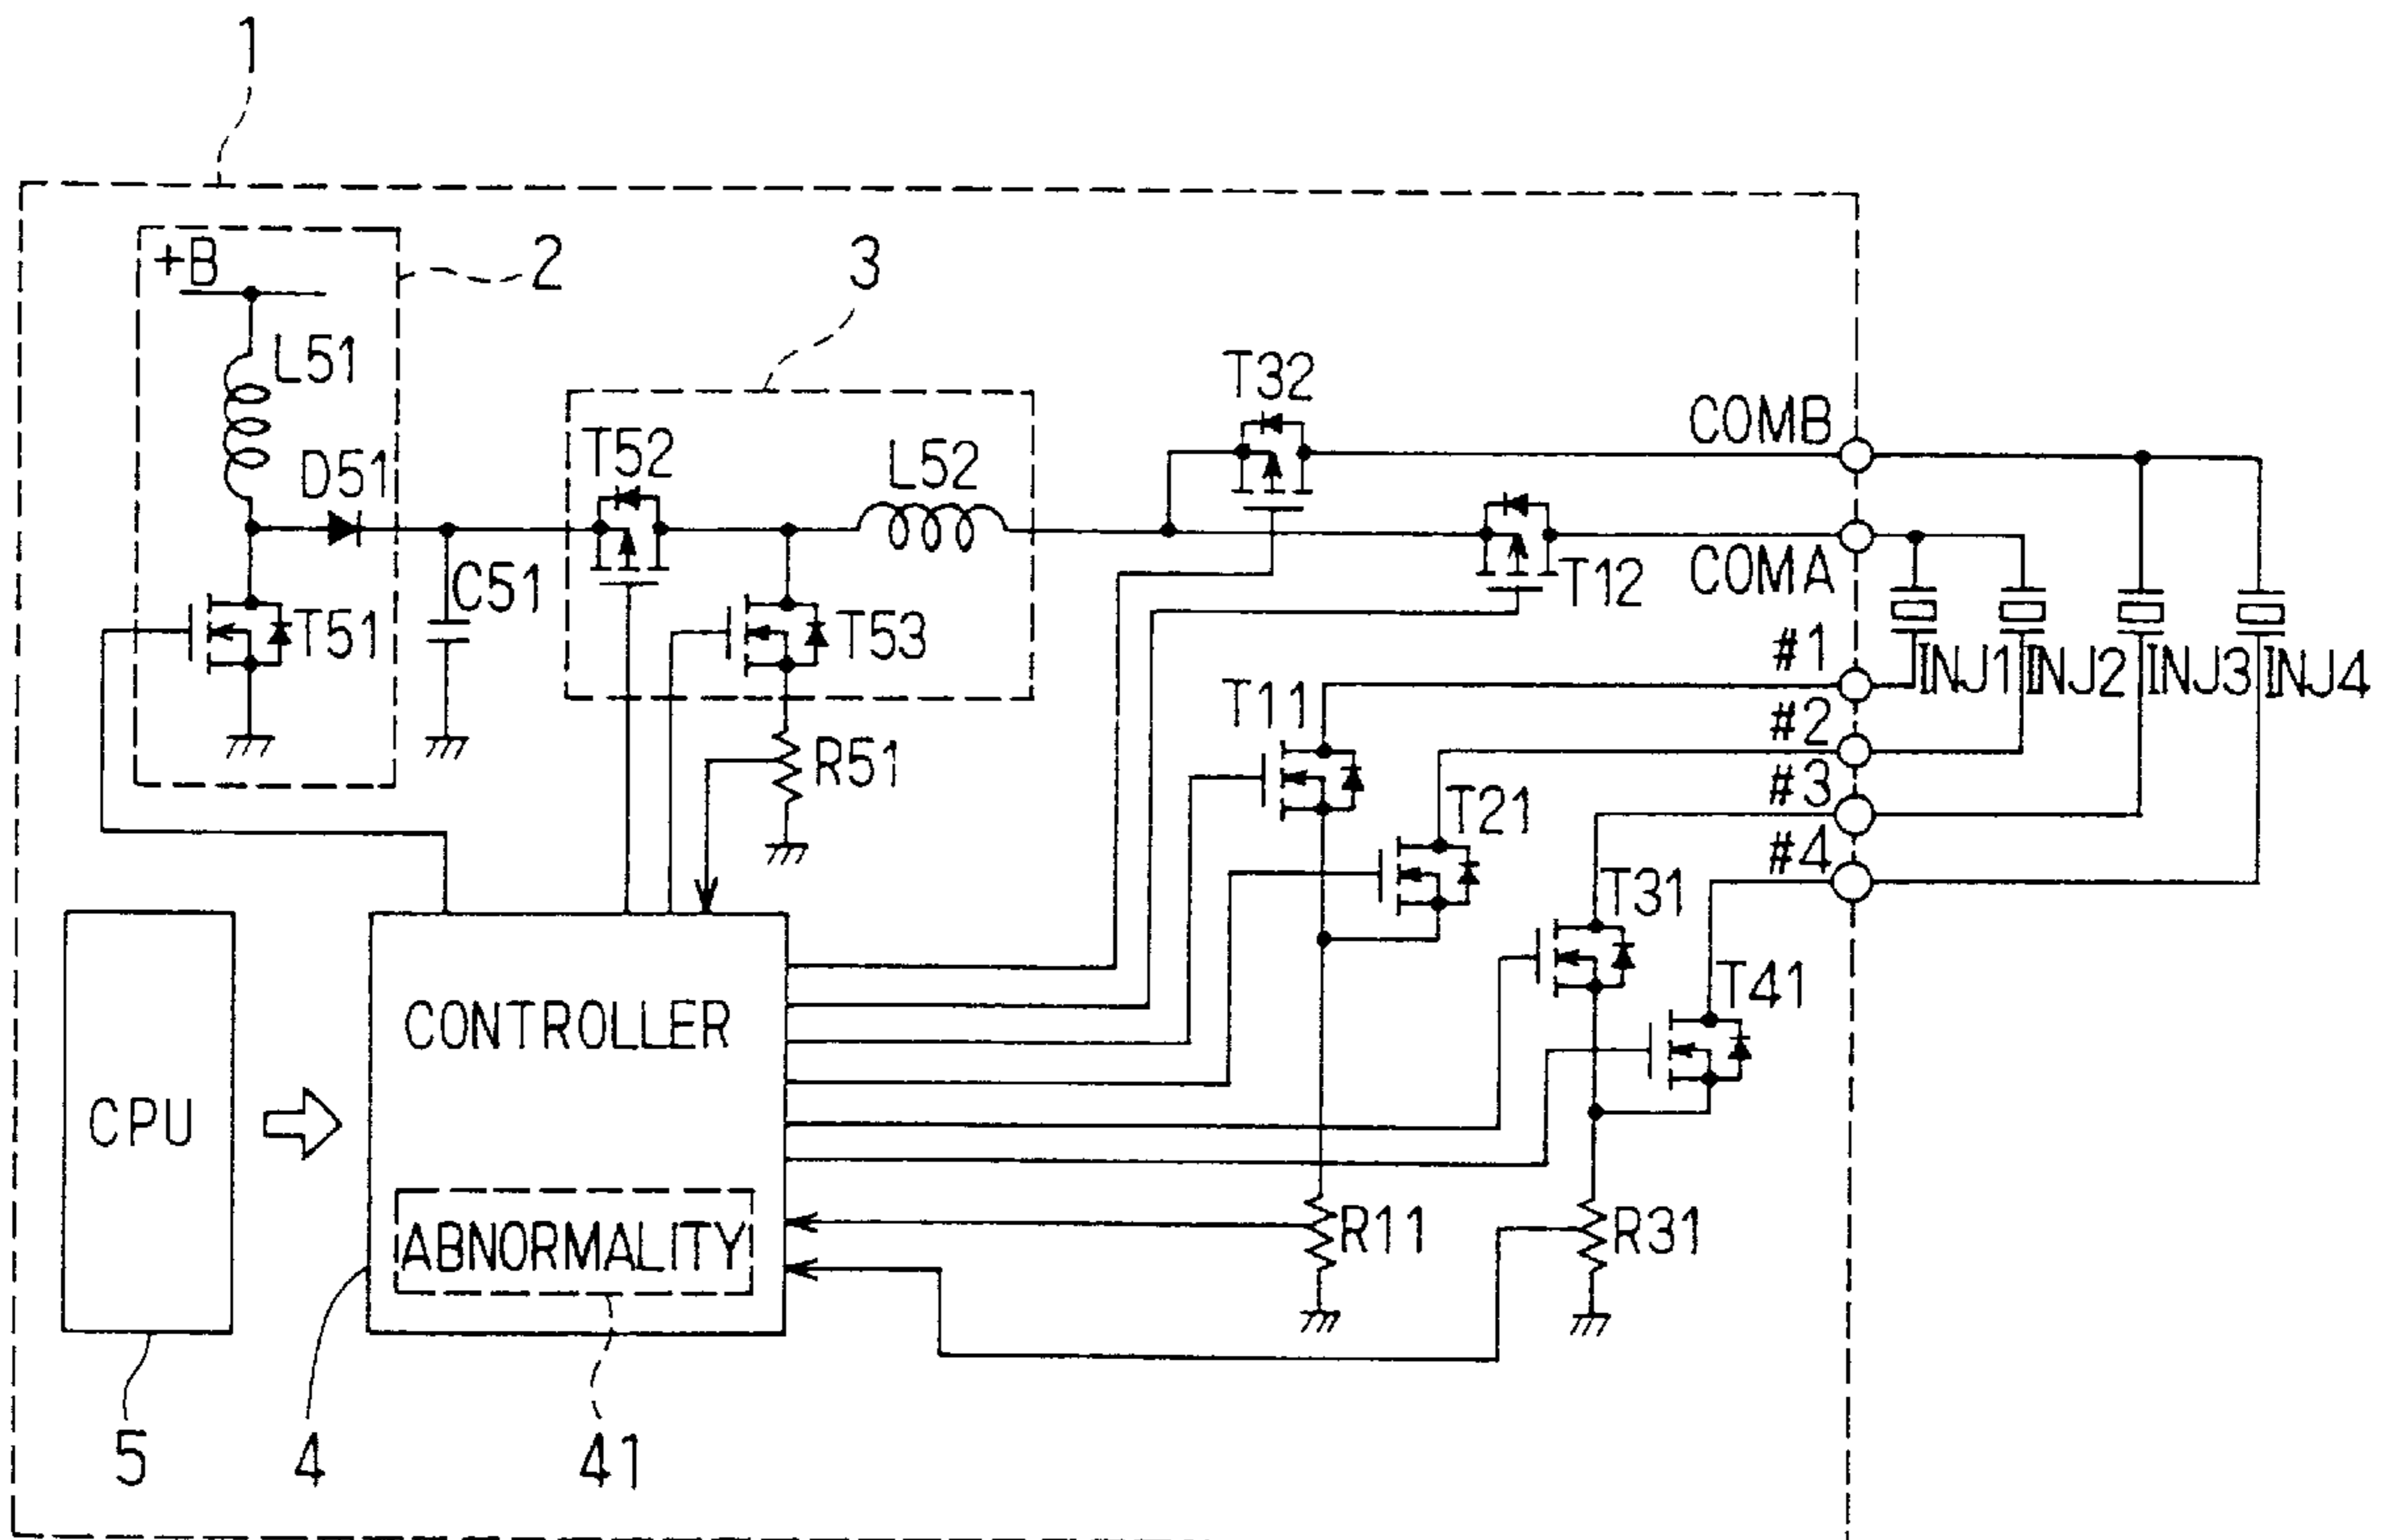 1
+B
2
3
L51
T32
COMB
T52
L52
D51
C51
COMA
T12
T51
T53
#1
INJ1
INJ2
INJ3
INJ4
T11
#2
R51
#3
T21
#4
T31
T41
CONTROLLER
CPU
ABNORMALITY
R11
R31
5
4
41